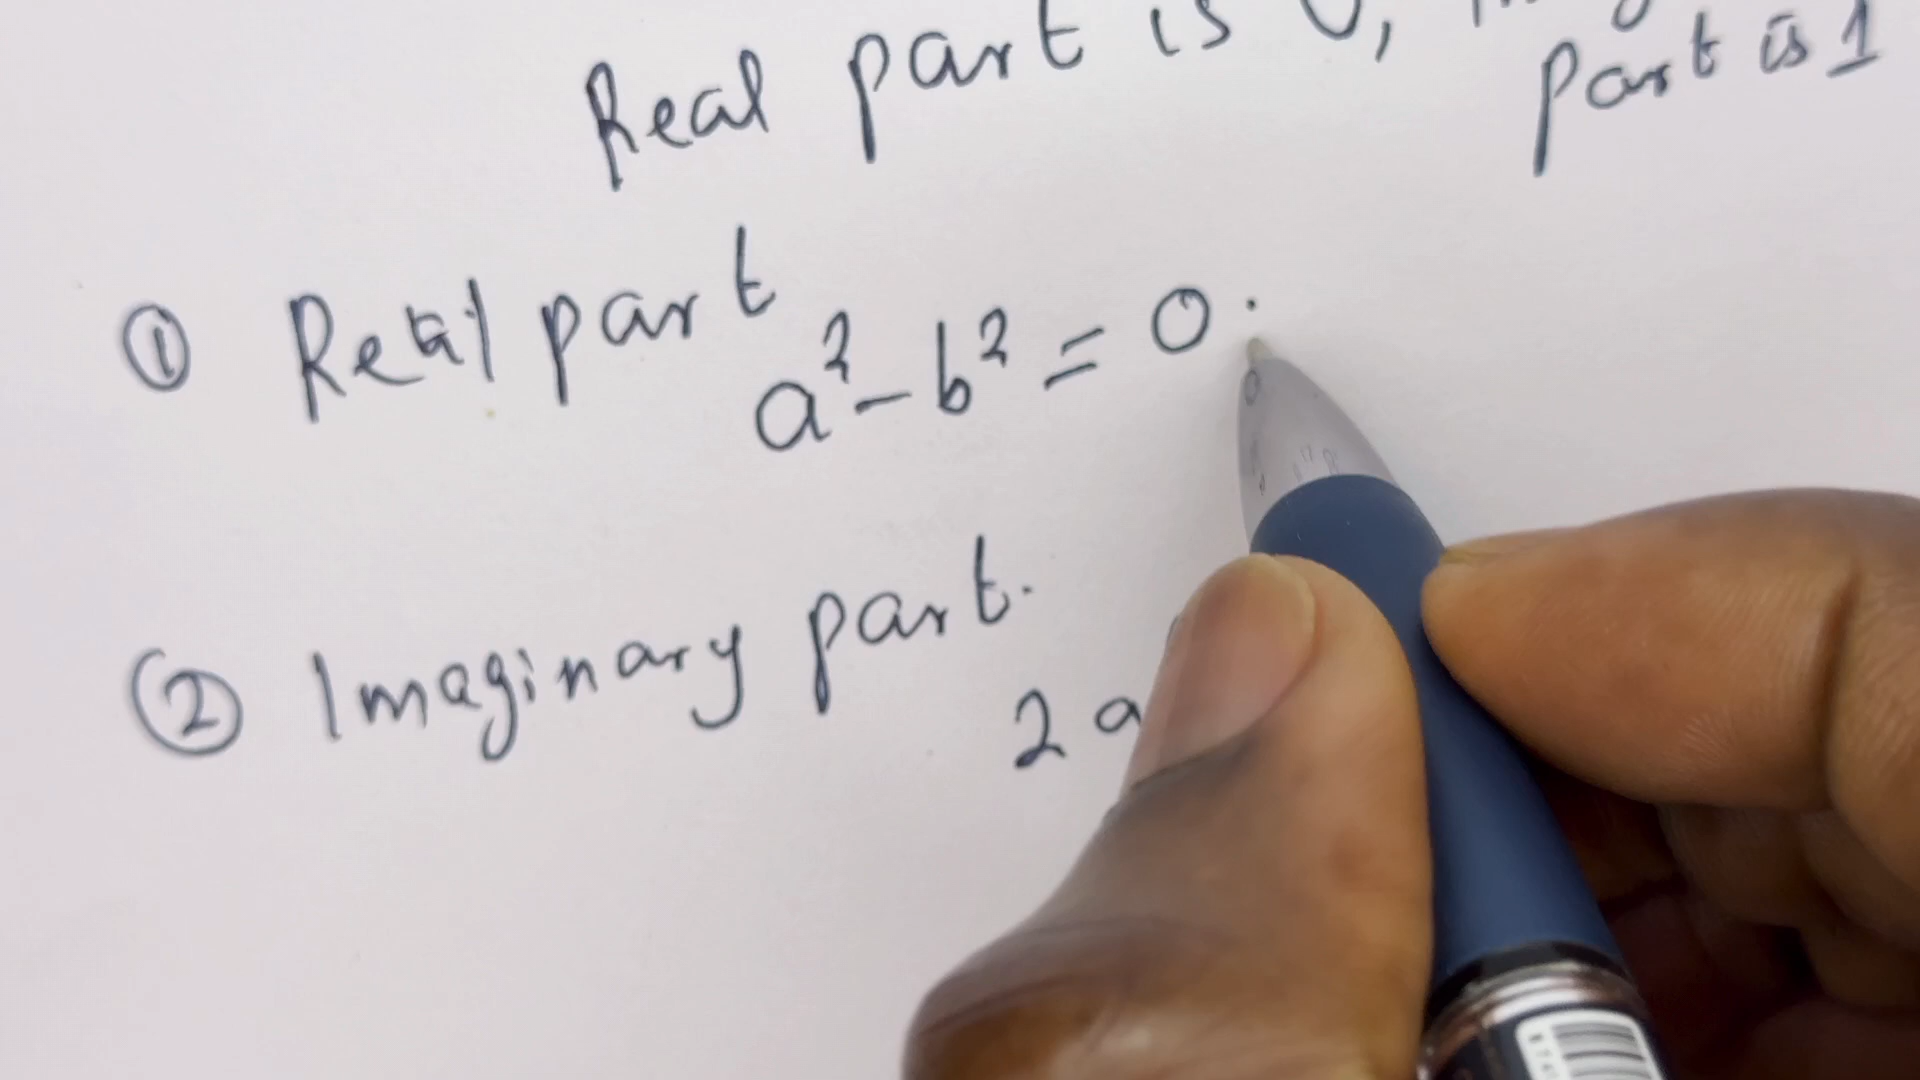 Real part is 0,
part is 1
① Real part
a² - b² = 0.
② Imaginary part.
2a